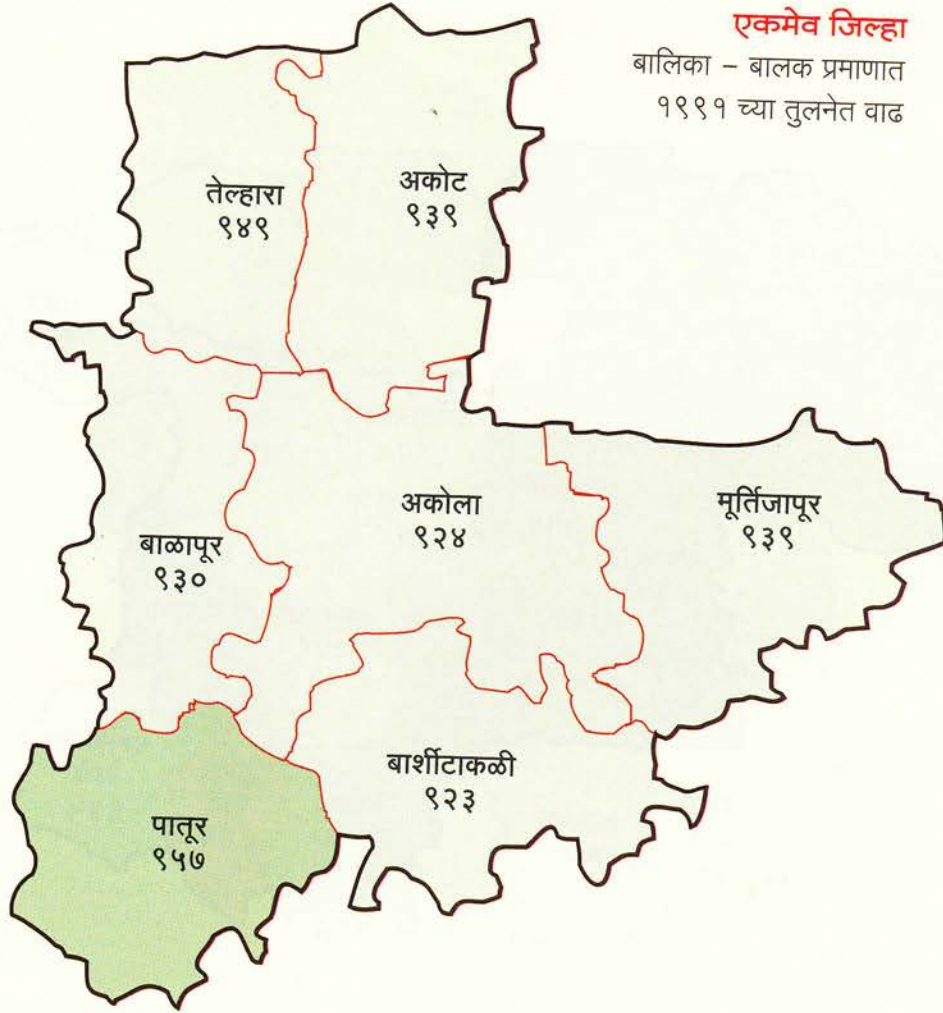 एकमेव जिल्हा
बालिका – बालक प्रमाणात
१९९१ च्या तुलनेत वाढ
तेल्हारा
९४९
अकोट
९३९
बाळापूर
९३०
अकोला
९२४
मूर्तिजापूर
९३९
बार्शीटाकळी
९२३
पातूर
९५७